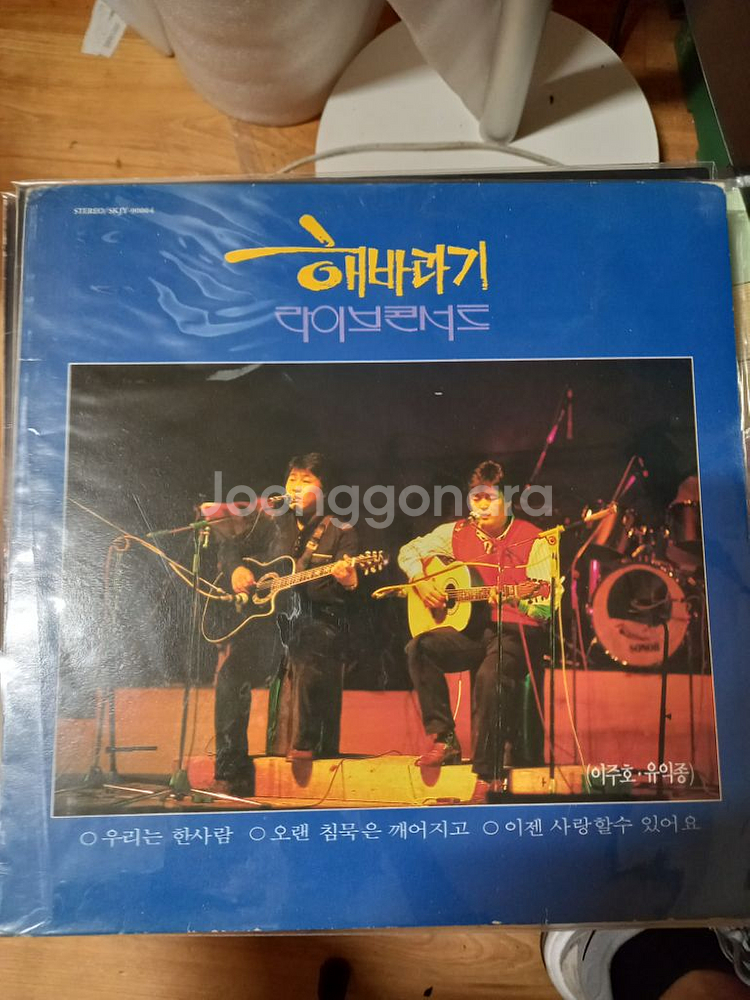 STEREO/SKJY-90004
해바라기
라이브콘서트
Joonggonara
SONOR
(이주호·유익종)
○우리는 한사람 ○오랜 침묵은 깨어지고 ○이젠 사랑할수 있어요